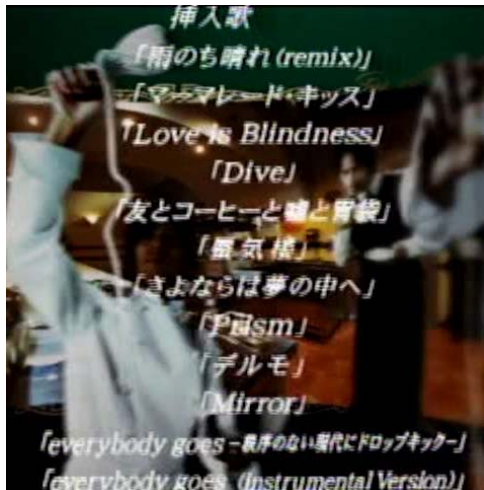 挿入歌
「雨のち晴れ(remix)」
「マーマレード・キッス」
「Love is Blindness」
「Dive」
「友とコーヒーと嘘と胃袋」
「蜃気楼」
「さよならは夢の中へ」
「Prism」
「デルモ」
「Mirror」
「everybody goes -秩序のない現代にドロップキック-」
「everybody goes (Instrumental Version)」